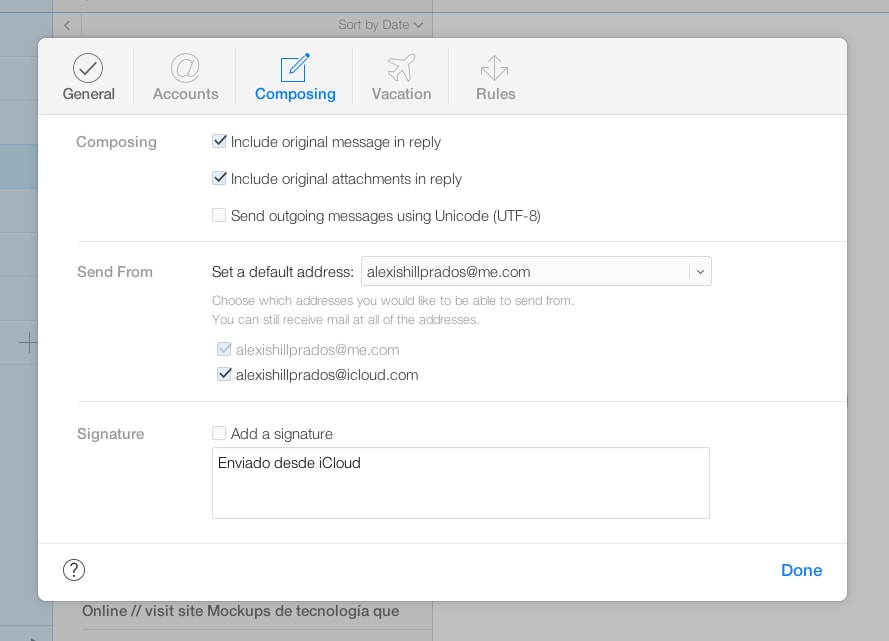 Sort by Date
General
Accounts
Composing
Vacation
Rules
Composing
Include original message in reply
Include original attachments in reply
Send outgoing messages using Unicode (UTF-8)
Send From
Set a default address:
alexishillprados@me.com
Choose which addresses you would like to be able to send from.
You can still receive mail at all of the addresses.
alexishillprados@me.com
alexishillprados@icloud.com
Signature
Add a signature
Enviado desde iCloud
?
Done
Online // visit site Mockups de tecnología que